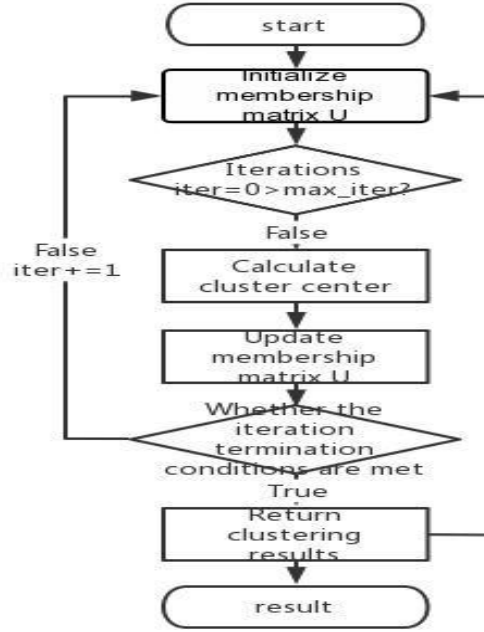 start
Initialize
membership
matrix U
Iterations
iter=0>max_iter?
False
Calculate
cluster center
False
iter+=1
Update
membership
matrix U
Whether the
iteration
termination
conditions are met
True
Return
clustering
results
result